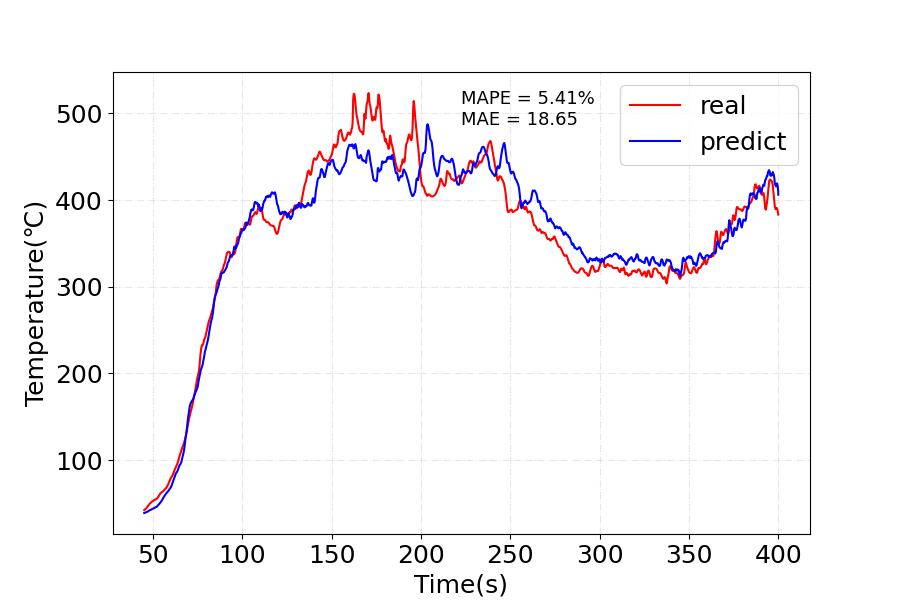 MAPE = 5.41%
MAE = 18.65
real
predict
500
400
300
200
100
Temperature(℃)
50 100 150 200 250 300 350 400
Time(s)